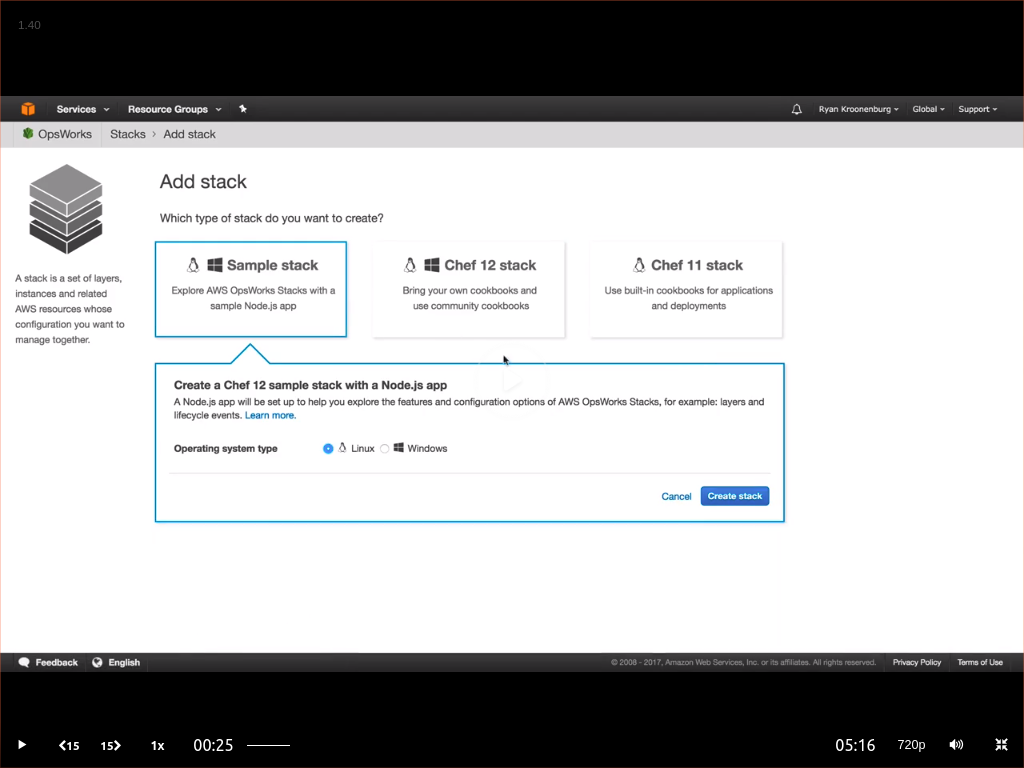 1.40
Services
Resource Groups
Ryan Kroonenburg
Global
Support
OpsWorks
Stacks
Add stack
A stack is a set of layers,
instances and related
AWS resources whose
configuration you want to
manage together.
Add stack
Which type of stack do you want to create?
Sample stack
Explore AWS OpsWorks Stacks with a
sample Node.js app
Chef 12 stack
Bring your own cookbooks and
use community cookbooks
Chef 11 stack
Use built-in cookbooks for applications
and deployments
Create a Chef 12 sample stack with a Node.js app
A Node.js app will be set up to help you explore the features and configuration options of AWS OpsWorks Stacks, for example: layers and
lifecycle events. Learn more.
Operating system type
Linux
Windows
Cancel
Create stack
Feedback
English
© 2008 - 2017, Amazon Web Services, Inc. or its affiliates. All rights reserved.
Privacy Policy
Terms of Use
15
15
1x
00:25
05:16
720p